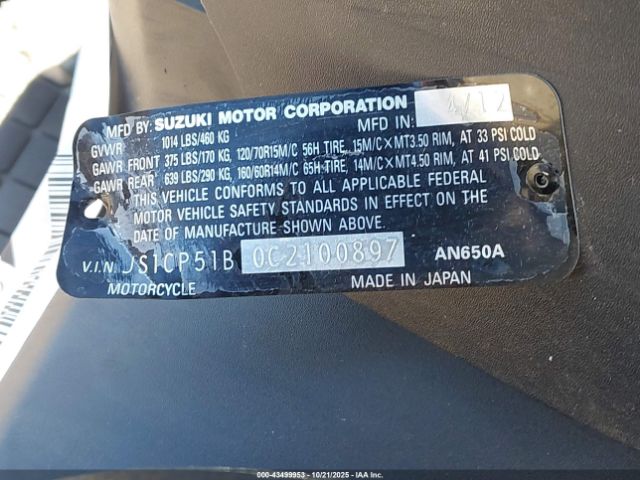 MFD BY: SUZUKI MOTOR CORPORATION
MFD IN: 4/12
GVWR 1014 LBS/460 KG
GAWR FRONT 375 LBS/170 KG, 120/70R15M/C 56H TIRE, 15M/C×MT3.50 RIM, AT 33 PSI COLD
GAWR REAR 639 LBS/290 KG, 160/60R14M/C 65H TIRE, 14M/C×MT4.50 RIM, AT 41 PSI COLD
THIS VEHICLE CONFORMS TO ALL APPLICABLE FEDERAL
MOTOR VEHICLE SAFETY STANDARDS IN EFFECT ON THE
DATE OF MANUFACTURE SHOWN ABOVE.
V.I.N. JS1CP51B 0C2100897 AN650A
MOTORCYCLE MADE IN JAPAN
© 43499953 - 10/21/2025 - IAAI.COM